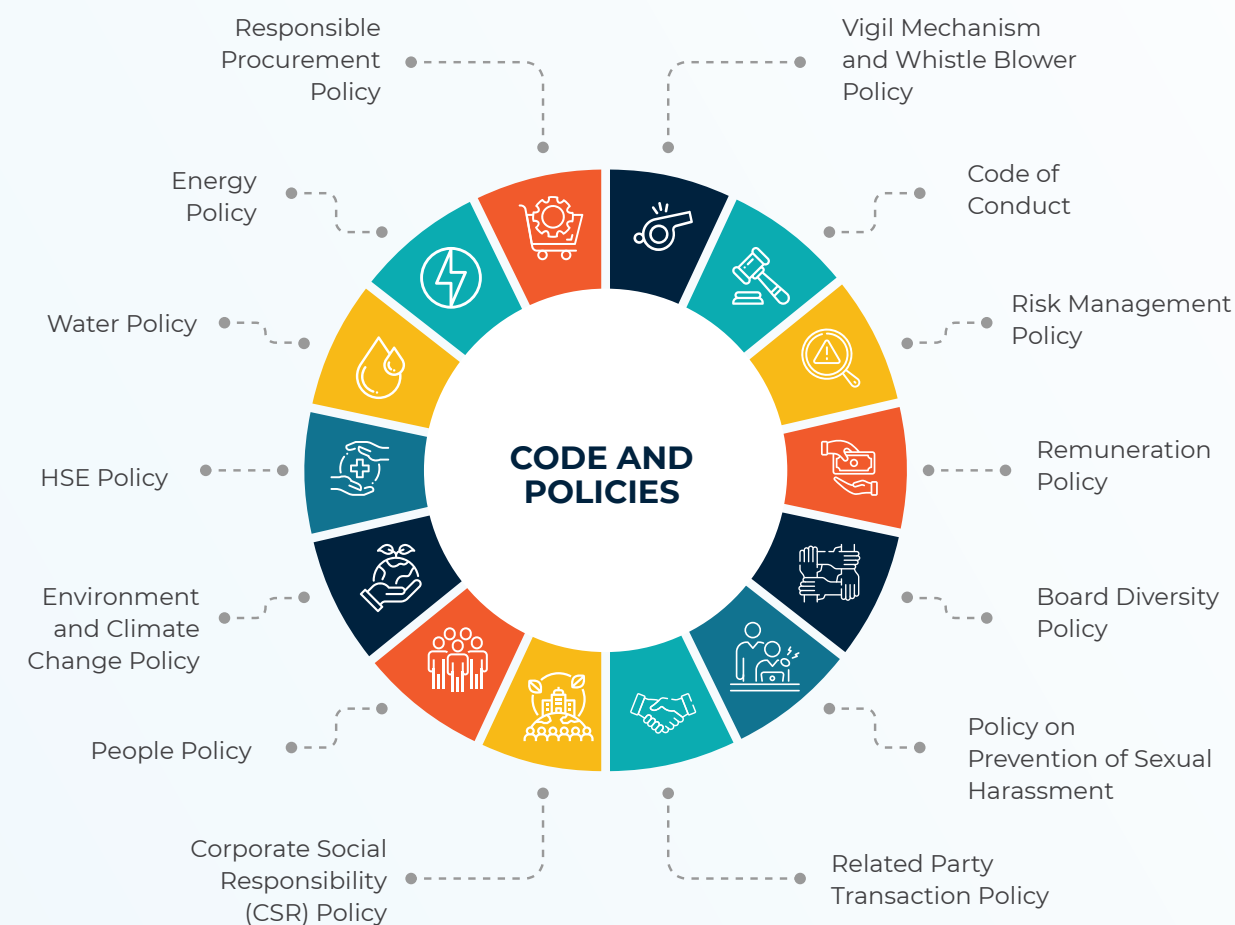 Responsible
Procurement
Policy
Vigil Mechanism
and Whistle Blower
Policy
Energy
Policy
Code of
Conduct
Water Policy
Risk Management
Policy
HSE Policy
CODE AND
POLICIES
Remuneration
Policy
Environment
and Climate
Change Policy
Board Diversity
Policy
People Policy
Policy on
Prevention of Sexual
Harassment
Corporate Social
Responsibility
(CSR) Policy
Related Party
Transaction Policy